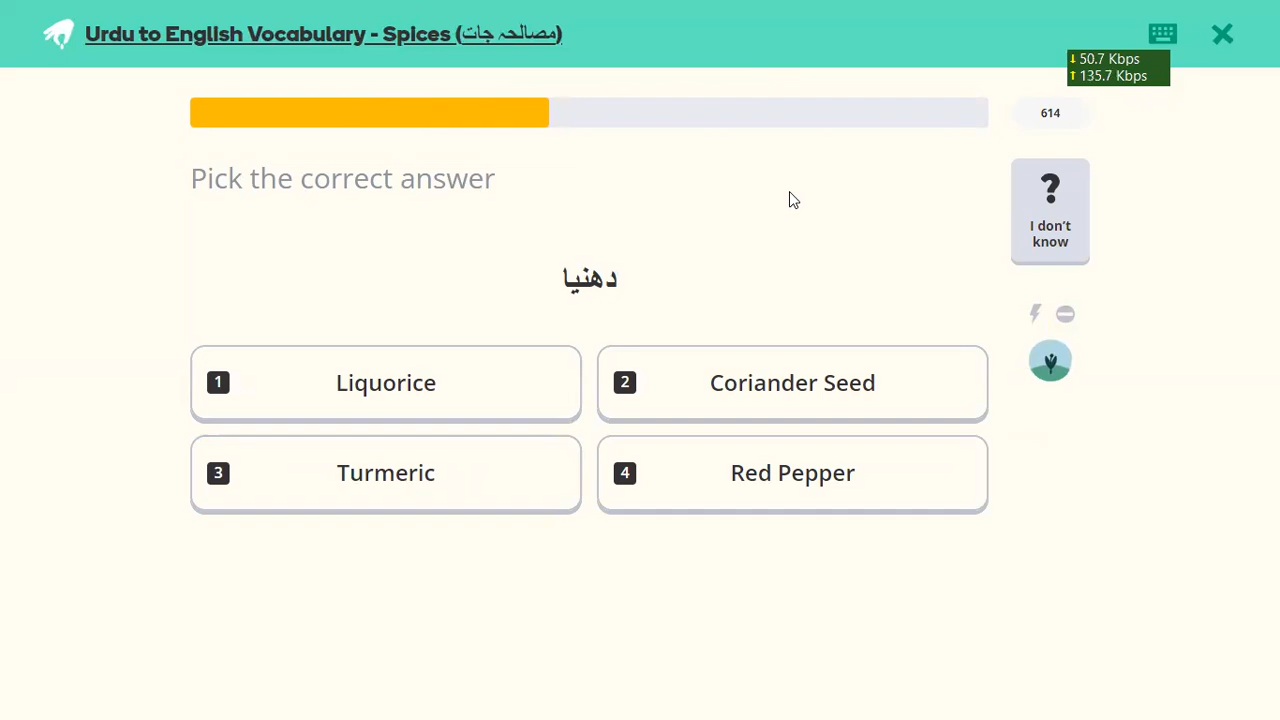 Urdu to English Vocabulary - Spices (مصالحہ جات)
↓ 50.7 Kbps
↑ 135.7 Kbps
614
Pick the correct answer
?
I don't
know
دھنیا
1 Liquorice
2 Coriander Seed
3 Turmeric
4 Red Pepper